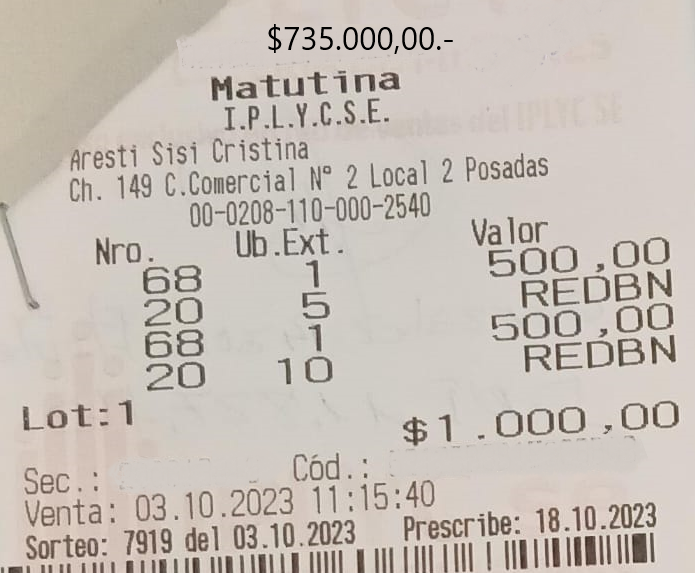 $735.000,00.-
Matutina
I.P.L.Y.C.S.E.
Aresti Sisi Cristina
Ch. 149 C.Comercial N° 2 Local 2 Posadas
00-0208-110-000-2540
Nro. Ub.Ext. Valor
68 1 500,00
20 5 REDBN
68 1 500,00
20 10 REDBN
Lot:1 $1.000,00
Sec.: Cód.:
Venta: 03.10.2023 11:15:40
Sorteo: 7919 del 03.10.2023 Prescribe: 18.10.2023